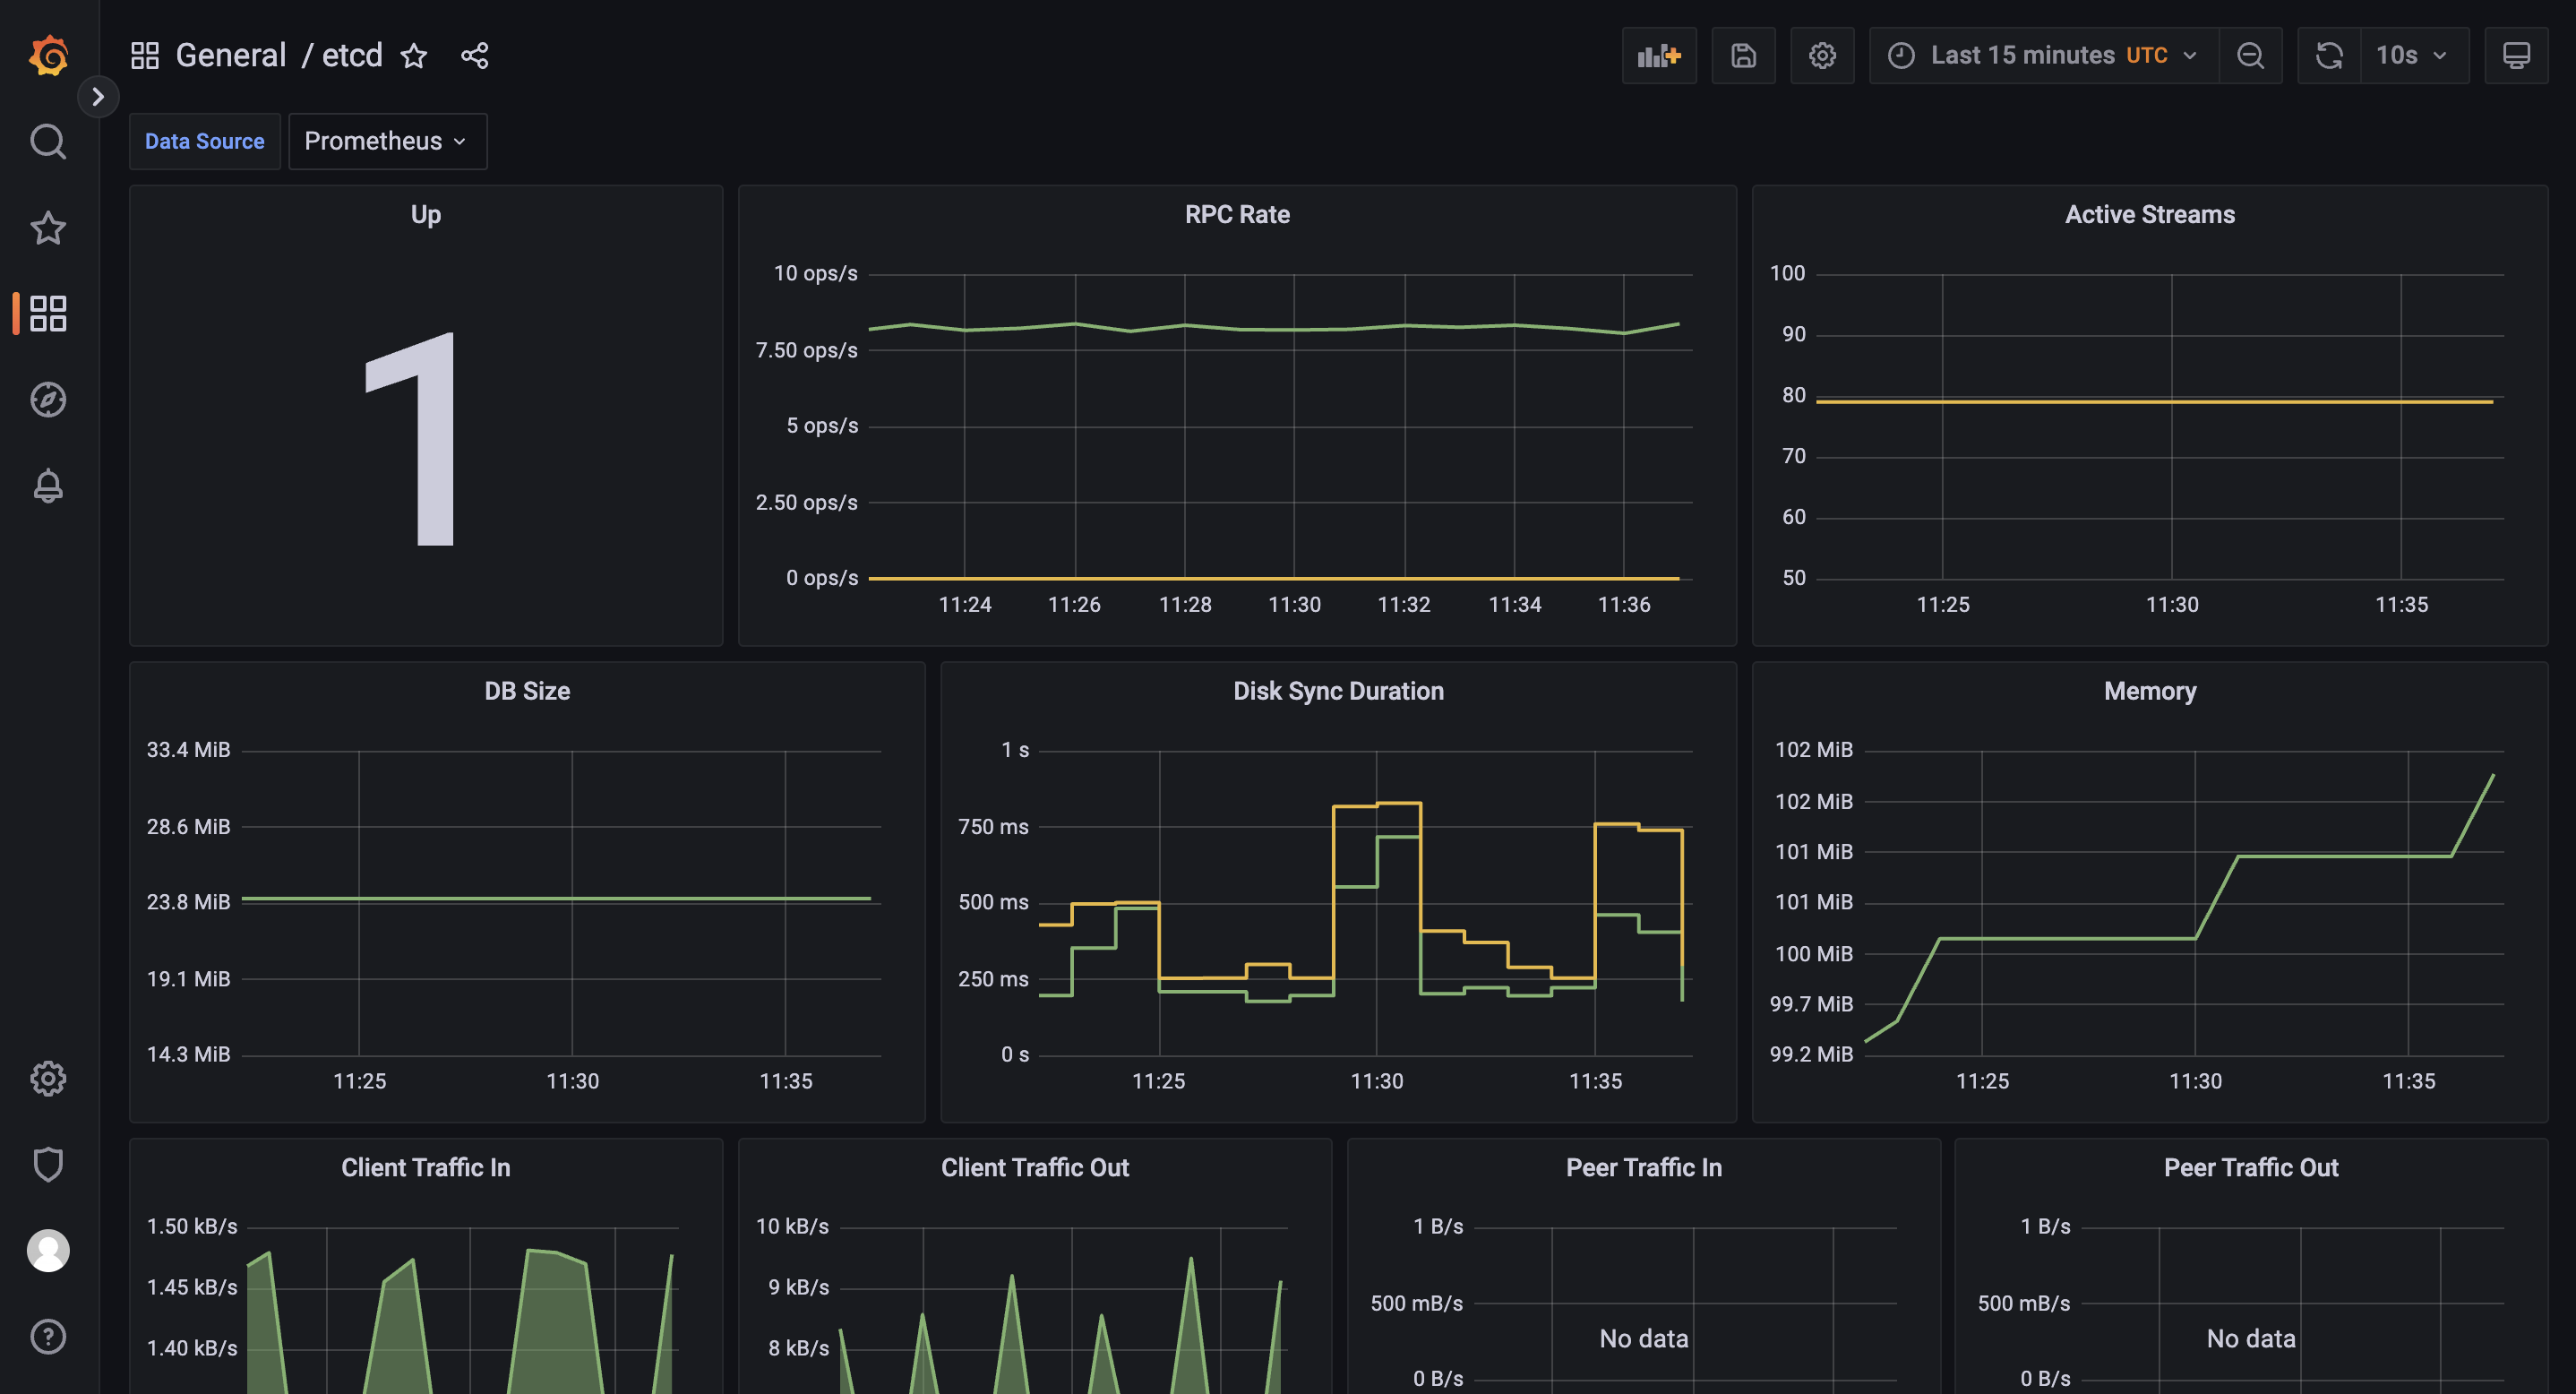 General / etcd
Last 15 minutes UTC
10s
Data Source
Prometheus
Up
1
RPC Rate
10 ops/s
7.50 ops/s
5 ops/s
2.50 ops/s
0 ops/s
11:24 11:26 11:28 11:30 11:32 11:34 11:36
Active Streams
100
90
80
70
60
50
11:25 11:30 11:35
DB Size
33.4 MiB
28.6 MiB
23.8 MiB
19.1 MiB
14.3 MiB
11:25 11:30 11:35
Disk Sync Duration
1 s
750 ms
500 ms
250 ms
0 s
11:25 11:30 11:35
Memory
102 MiB
102 MiB
101 MiB
101 MiB
100 MiB
99.7 MiB
99.2 MiB
11:25 11:30 11:35
Client Traffic In
1.50 kB/s
1.45 kB/s
1.40 kB/s
Client Traffic Out
10 kB/s
9 kB/s
8 kB/s
Peer Traffic In
1 B/s
500 mB/s
No data
0 B/s
Peer Traffic Out
1 B/s
500 mB/s
No data
0 B/s